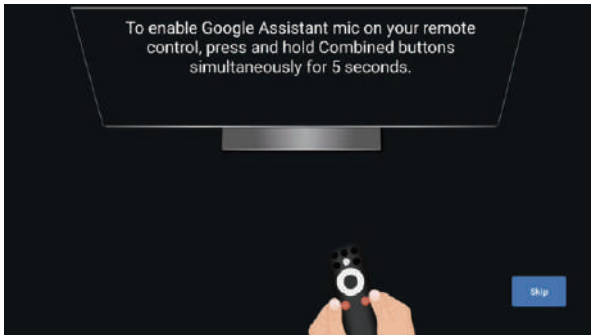 To enable Google Assistant mic on your remote
control, press and hold Combined buttons
simultaneously for 5 seconds.
Skip